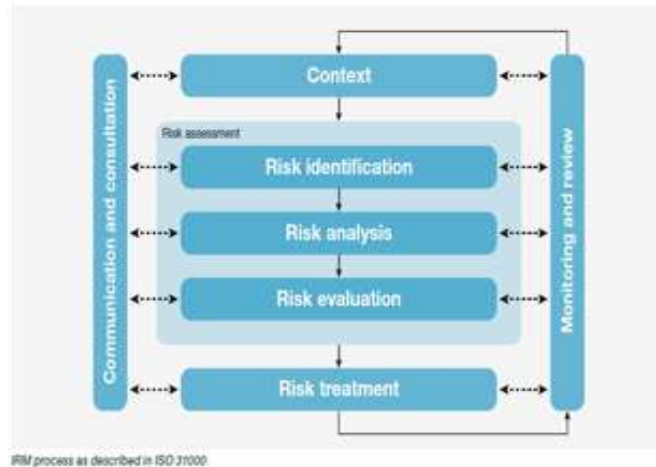 Context
Communication and consultation
Monitoring and review
Risk assessment
Risk identification
Risk analysis
Risk evaluation
Risk treatment
IRM process as described in ISO 31000